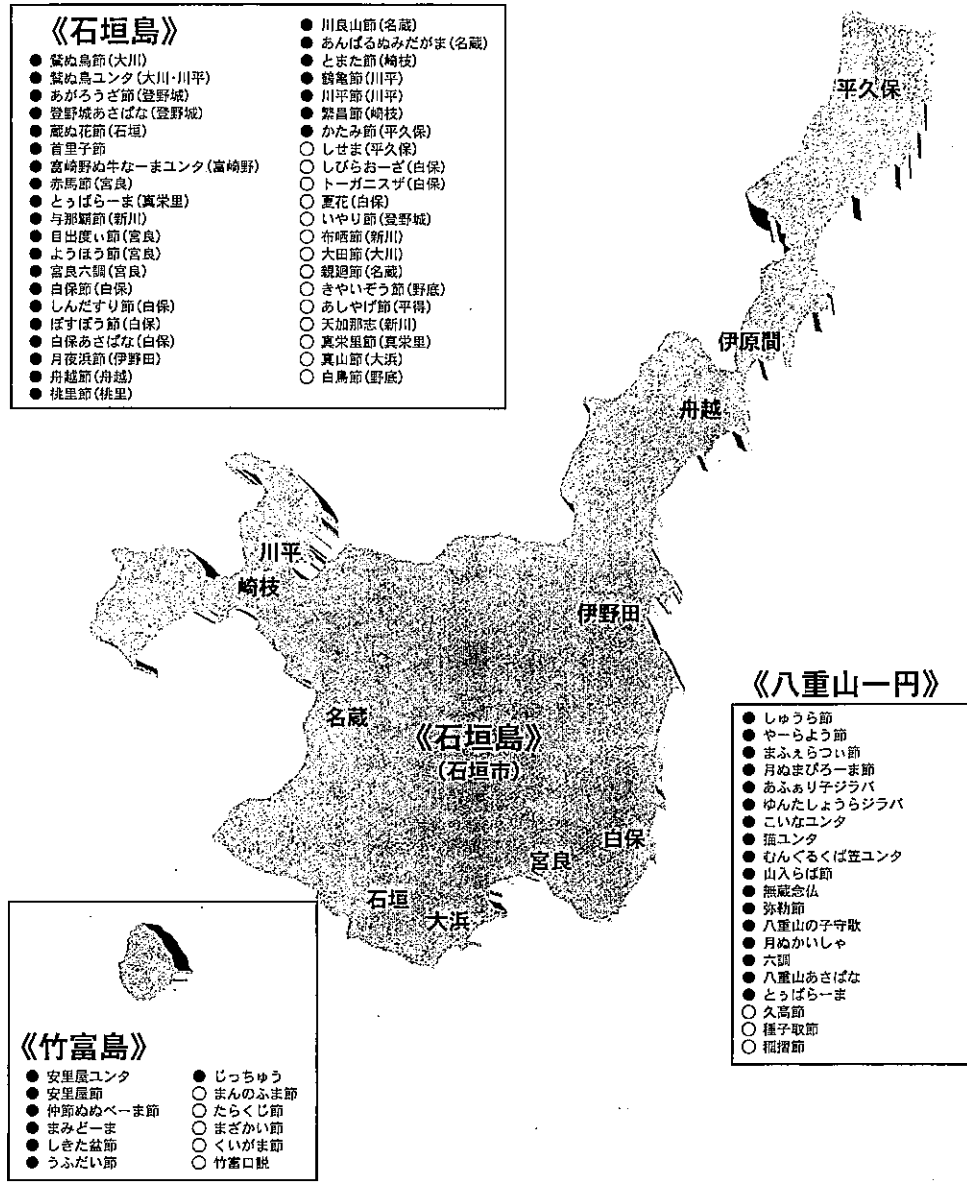 《石垣島》
● 鷲ぬ鳥節(大川)
● 鷲ぬ鳥ユンタ(大川・川平)
● あがろうざ節(登野城)
● 登野城あさぱな(登野城)
● 蔵ぬ花節(石垣)
● 首里子節
● 富崎野ぬ牛なーまユンタ(富崎野)
● 赤馬節(宮良)
● とぅばらーま(真栄里)
● 与那覇節(新川)
● 目出度ぃ節(宮良)
● ようほう節(宮良)
● 宮良六調(宮良)
● 白保節(白保)
● しんだすり節(白保)
● ぼすぽう節(白保)
● 白保あさぱな(白保)
● 月夜浜節(伊野田)
● 舟越節(舟越)
● 桃里節(桃里)
● 川良山節(名蔵)
● あんぱるぬみだがま(名蔵)
● とまた節(崎枝)
● 鶴亀節(川平)
● 川平節(川平)
● 繁昌節(崎枝)
● かたみ節(平久保)
○ しせま(平久保)
○ しびらおーざ(白保)
○ トーガニスザ(白保)
○ 夏花(白保)
○ いやり節(登野城)
○ 布晒節(新川)
○ 大田節(大川)
○ 親廻節(名蔵)
○ きやいぞう節(野底)
○ あしやげ節(平得)
○ 天加那志(新川)
○ 真栄里節(真栄里)
○ 真山節(大浜)
○ 白鳥節(野底)
平久保
伊原間
舟越
川平
崎枝
伊野田
名蔵
《石垣島》
(石垣市)
白保
宮良
石垣
大浜
《八重山一円》
● しゅうら節
● やーらよう節
● まふぇらつぃ節
● 月ぬまぴろーま節
● あふぁり子ジラバ
● ゆんたしょうらジラバ
● こいなユンタ
● 猫ユンタ
● むんぐるくば笠ユンタ
● 山入らば節
● 無蔵念仏
● 弥勒節
● 八重山の子守歌
● 月ぬかいしゃ
● 六調
● 八重山あさぱな
● とぅばらーま
○ 久高節
○ 種子取節
○ 稲摺節
《竹富島》
● 安里屋ユンタ
● 安里屋節
● 仲節ぬぬべーま節
● まみどーま
● しきた盆節
● うふだい節
● じっちゅう
○ まんのふま節
○ たらくじ節
○ まざかい節
○ くいがま節
○ 竹富口説